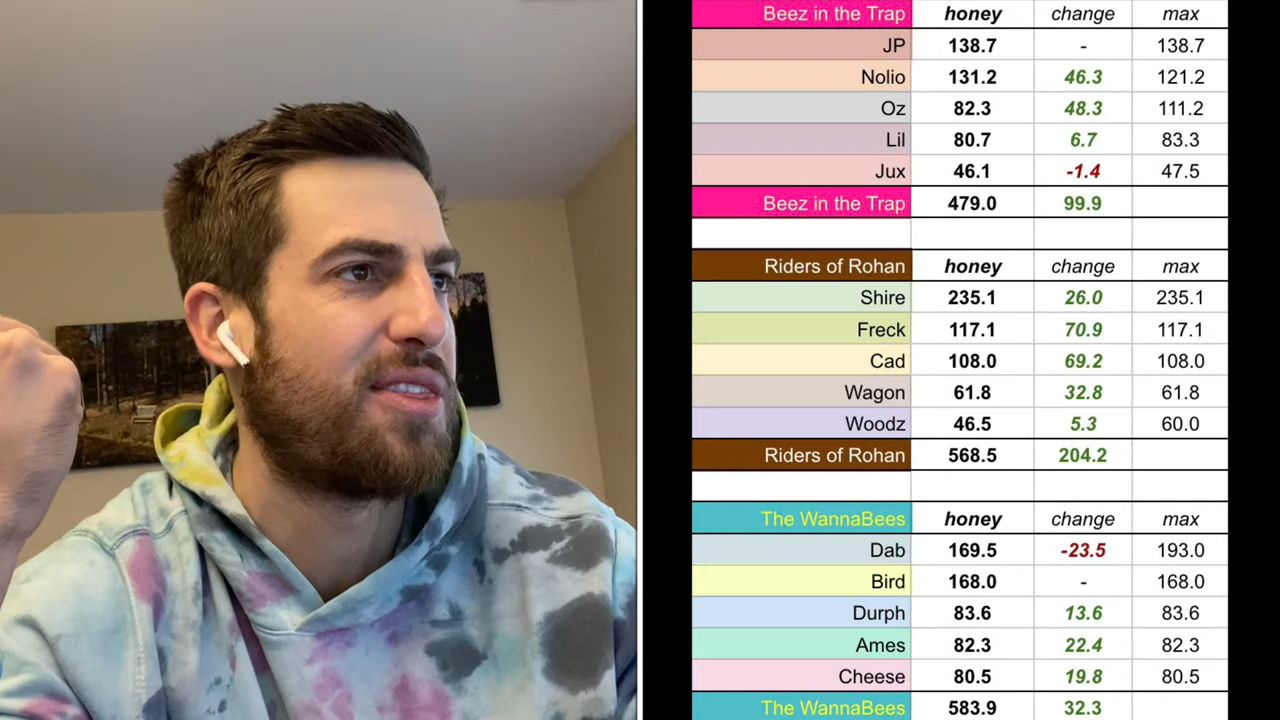 Beez in the Trap honey change max
JP 138.7 - 138.7
Nolio 131.2 46.3 121.2
Oz 82.3 48.3 111.2
Lil 80.7 6.7 83.3
Jux 46.1 -1.4 47.5
Beez in the Trap 479.0 99.9
Riders of Rohan honey change max
Shire 235.1 26.0 235.1
Freck 117.1 70.9 117.1
Cad 108.0 69.2 108.0
Wagon 61.8 32.8 61.8
Woodz 46.5 5.3 60.0
Riders of Rohan 568.5 204.2
The WannaBees honey change max
Dab 169.5 -23.5 193.0
Bird 168.0 - 168.0
Durph 83.6 13.6 83.6
Ames 82.3 22.4 82.3
Cheese 80.5 19.8 80.5
The WannaBees 583.9 32.3